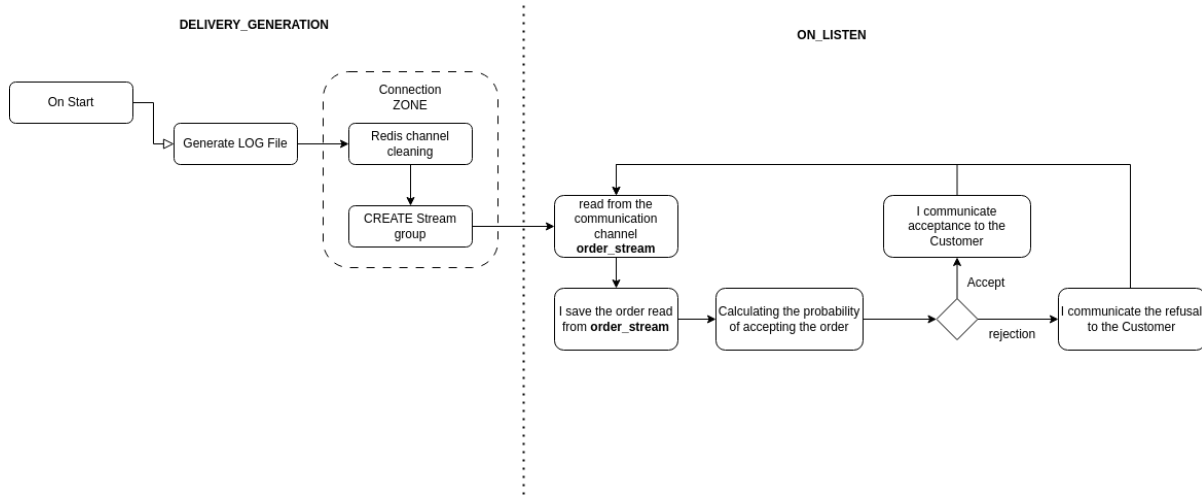 DELIVERY_GENERATION
ON_LISTEN
On Start
Connection
ZONE
Generate LOG File
Redis channel
cleaning
CREATE Stream
group
read from the
communication
channel
order_stream
I communicate
acceptance to the
Customer
Accept
I save the order read
from order_stream
Calculating the probability
of accepting the order
rejection
I communicate the refusal
to the Customer